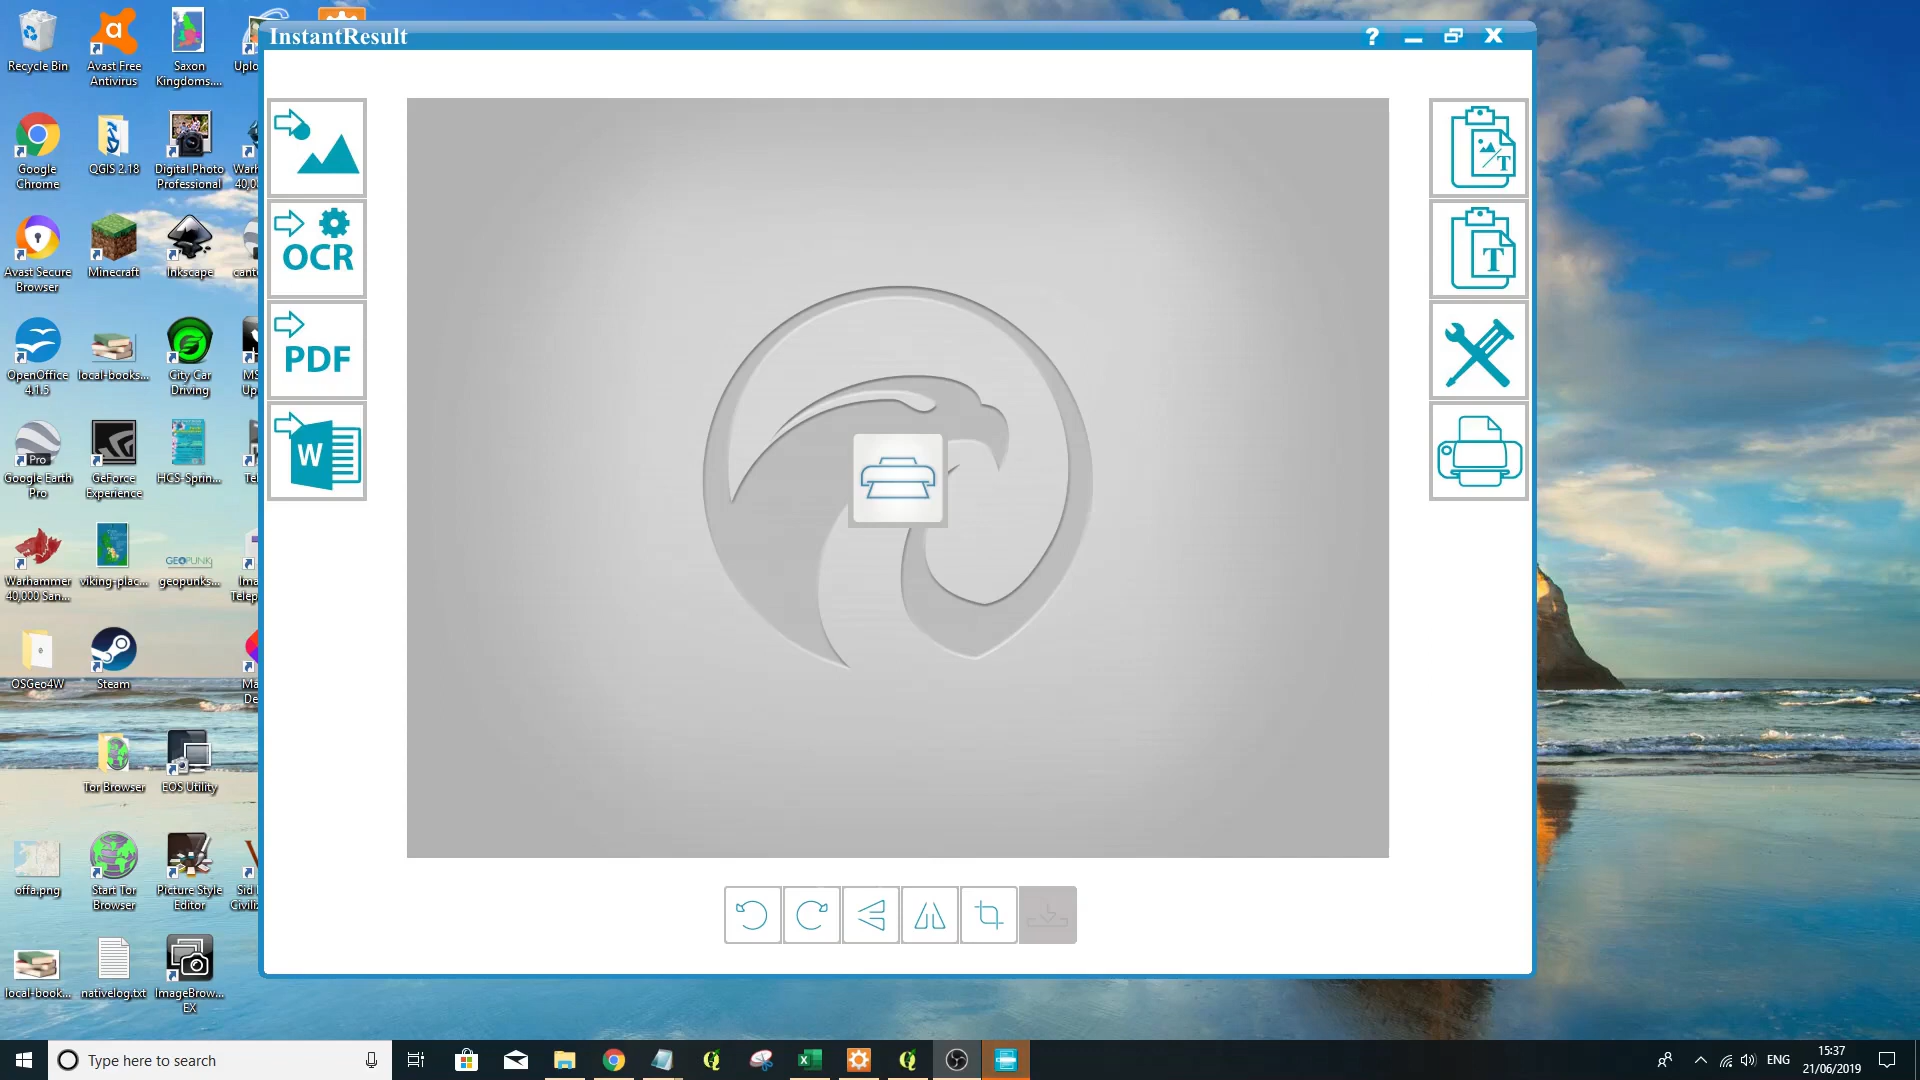 InstantResult
?
Recycle Bin
Avast Free
Antivirus
Saxon
Kingdoms....
Google
Chrome
QGIS 2.18
Digital Photo
Professional
Avast Secure
Browser
Minecraft
Inkscape
OpenOffice
4.1.5
local-books...
City Car
Driving
Pro
Google Earth
Pro
GeForce
Experience
HCS-Sprin...
Warhammer
40,000 San...
viking-plac...
GEOPUNK
geopunks...
OSGeo4W
Steam
Tor Browser
EOS Utility
offa.png
Start Tor
Browser
Picture Style
Editor
local-book...
nativelog.txt
ImageBrow...
EX
OCR
PDF
W
T
T
Type here to search
ENG
15:37
21/06/2019